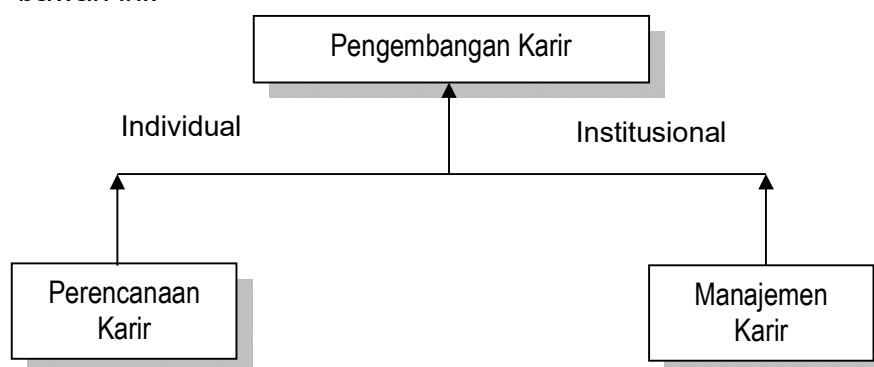 Pengembangan Karir
Individual
Institusional
Perencanaan
Karir
Manajemen
Karir